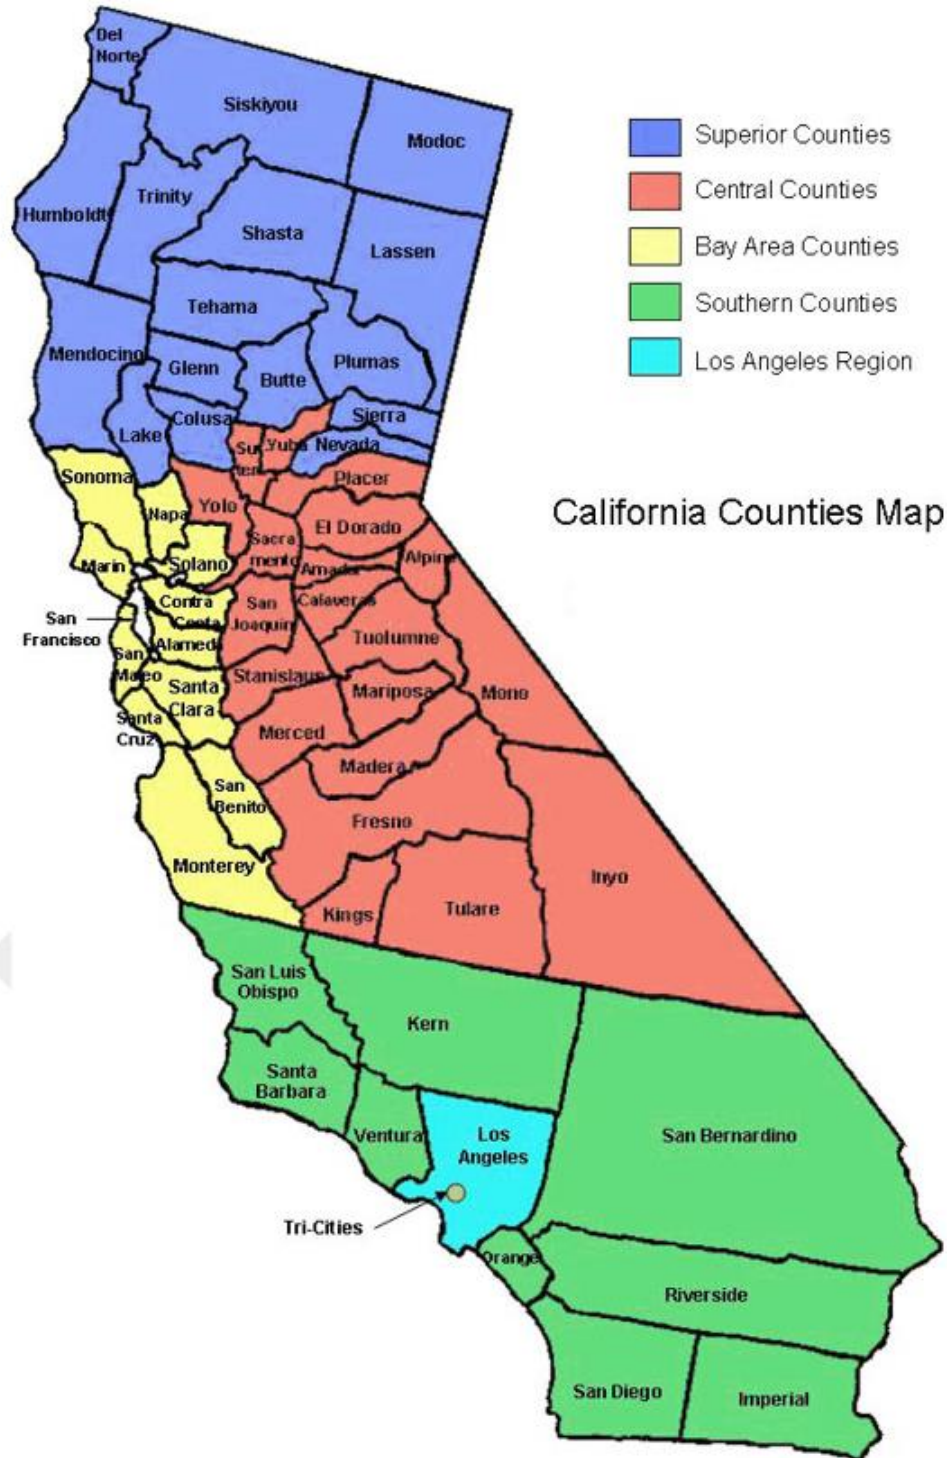 Del
Norte
Siskiyou
Modoc
Humboldt
Trinity
Shasta
Lassen
Tehama
Mendocino
Glenn
Butte
Plumas
Colusa
Lake
Sierra
Su
tter
Yuba
Nevada
Placer
Sonoma
Napa
Yolo
El Dorado
Sacra
mento
Alpine
Marin
Solano
Amador
Contra
Costa
San
Joaquin
Calaveras
San
Francisco
Alameda
Tuolumne
San
Mateo
Santa
Clara
Stanislaus
Mariposa
Mono
Santa
Cruz
Merced
Madera
San
Benito
Fresno
Monterey
Kings
Tulare
Inyo
San Luis
Obispo
Kern
Santa
Barbara
Ventura
Los
Angeles
San Bernardino
Tri-Cities
Orange
Riverside
San Diego
Imperial
Superior Counties
Central Counties
Bay Area Counties
Southern Counties
Los Angeles Region
California Counties Map